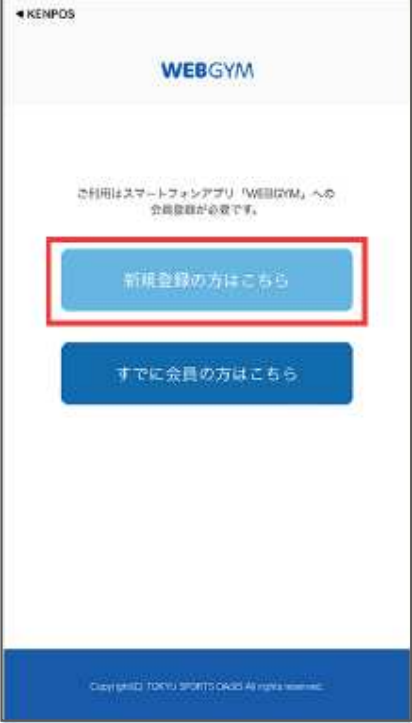 ◀KENPOS
WEBGYM
ご利用はスマートフォンアプリ「WEBGYM」への
会員登録が必要です。
新規登録の方はこちら
すでに会員の方はこちら
Copyright(C) TOKYU SPORTS OASIS All rights reserved.